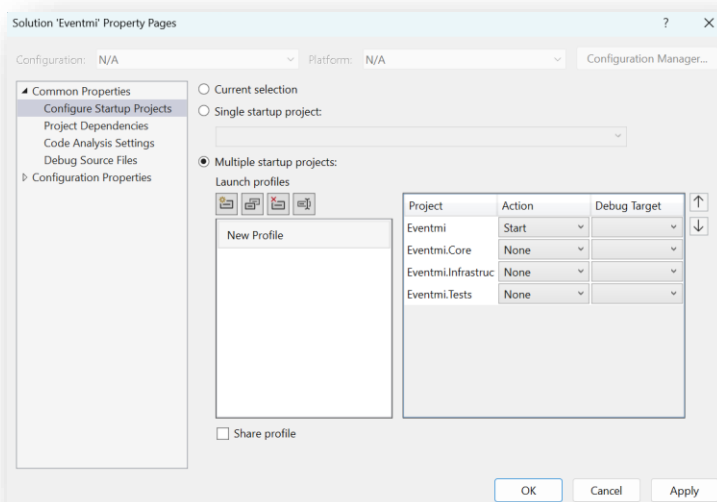 Solution 'Eventmi' Property Pages
?
Configuration: N/A Platform: N/A Configuration Manager...
Common Properties
Configure Startup Projects
Project Dependencies
Code Analysis Settings
Debug Source Files
Configuration Properties
Current selection
Single startup project:
Multiple startup projects:
Launch profiles
New Profile
Project Action Debug Target
Eventmi Start
Eventmi.Core None
Eventmi.Infrastruc None
Eventmi.Tests None
Share profile
OK Cancel Apply